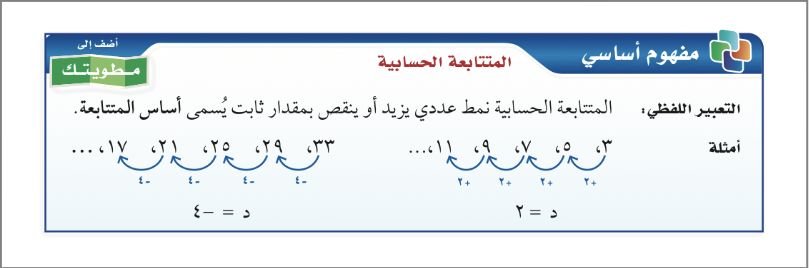 مفهوم أساسي
المتتابعة الحسابية
أضف إلى
مـطويتـك
التعبير اللفظي: المتتابعة الحسابية نمط عددي يزيد أو ينقص بمقدار ثابت يُسمى أساس المتتابعة.
أمثلة ٣، ٥، ٧، ٩، ١١، ... ٣٣، ٢٩، ٢٥، ٢١، ١٧، ...
+٢ +٢ +٢ +٢ -٤ -٤ -٤ -٤
د = ٢ د = -٤